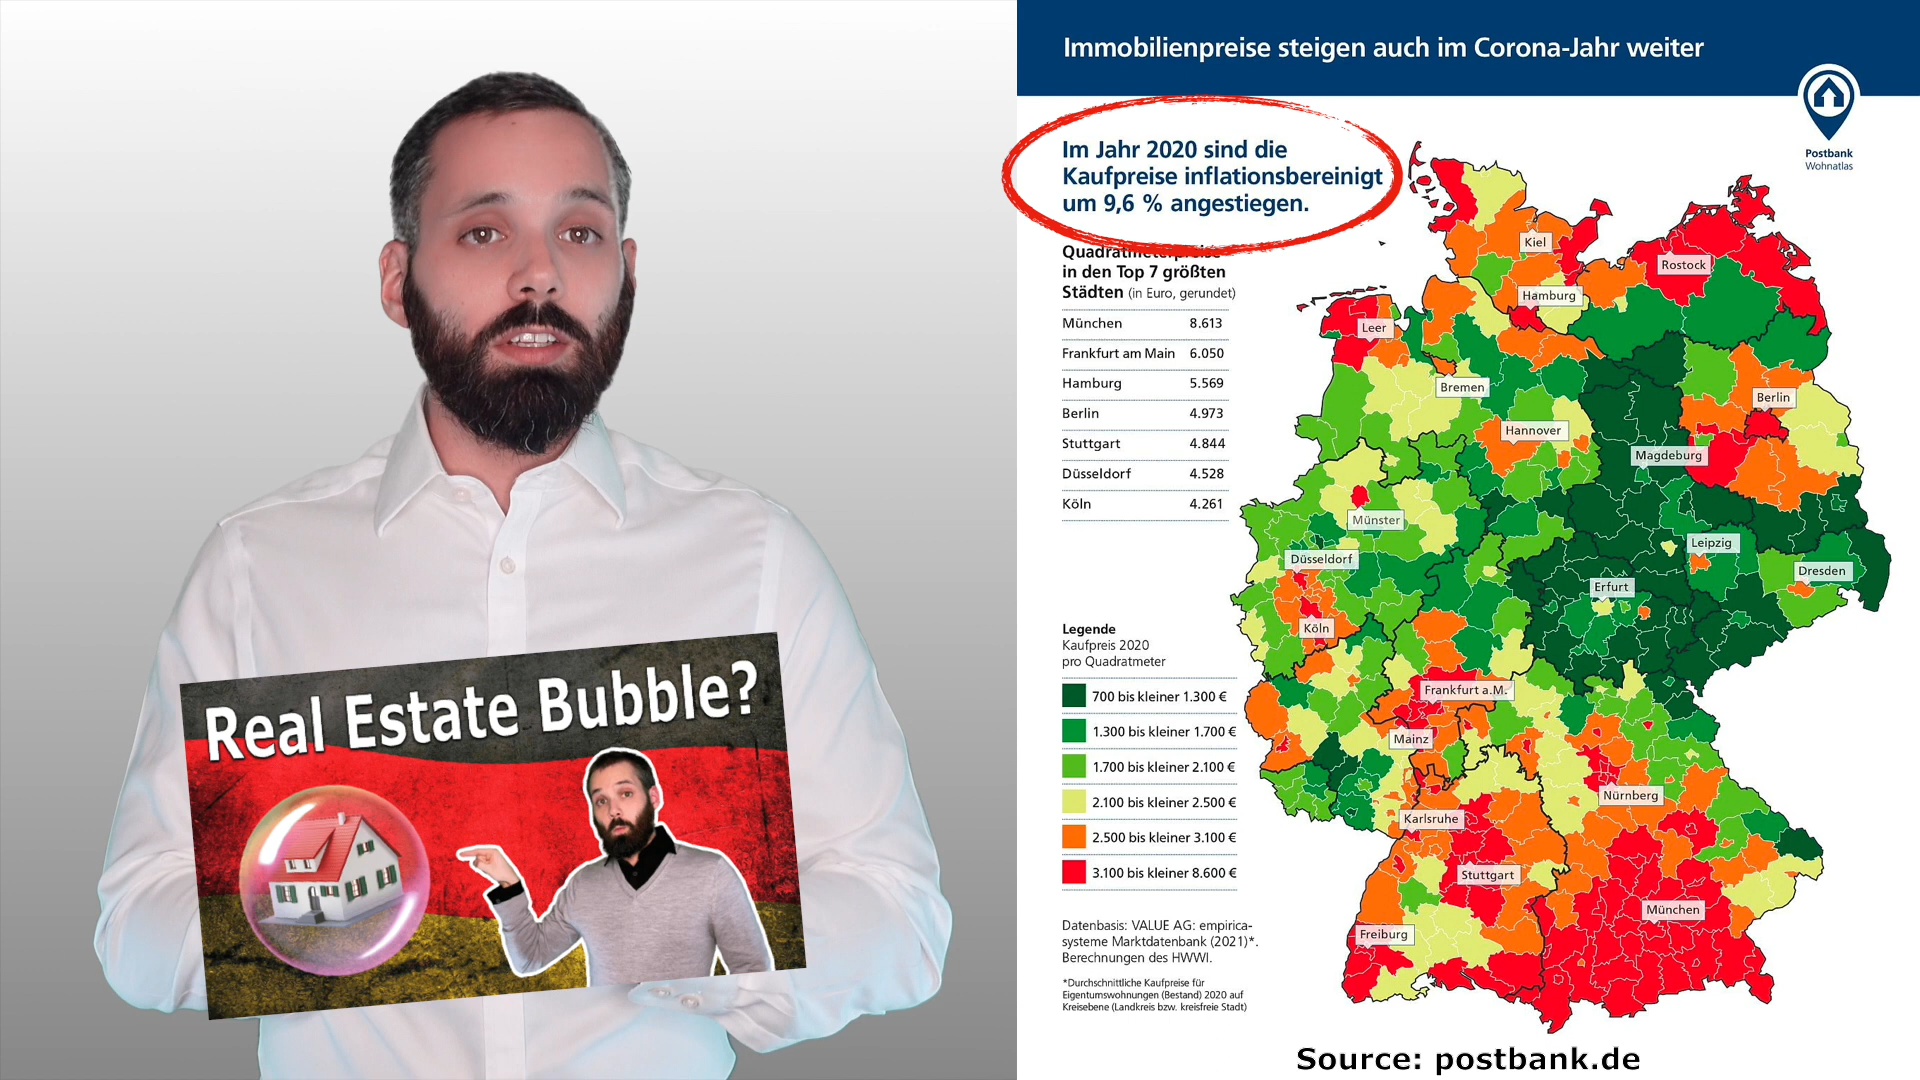 Real Estate Bubble?
Immobilienpreise steigen auch im Corona-Jahr weiter
Postbank
Wohnatlas
Im Jahr 2020 sind die
Kaufpreise inflationsbereinigt
um 9,6 % angestiegen.
Quadratmeterpreise
in den Top 7 größten
Städten (in Euro, gerundet)
München 8.613
Frankfurt am Main 6.050
Hamburg 5.569
Berlin 4.973
Stuttgart 4.844
Düsseldorf 4.528
Köln 4.261
Legende
Kaufpreis 2020
pro Quadratmeter
700 bis kleiner 1.300 €
1.300 bis kleiner 1.700 €
1.700 bis kleiner 2.100 €
2.100 bis kleiner 2.500 €
2.500 bis kleiner 3.100 €
3.100 bis kleiner 8.600 €
Datenbasis: VALUE AG: empirica-
systeme Marktdatenbank (2021)*.
Berechnungen des HWWI.
*Durchschnittliche Kaufpreise für
Eigentumswohnungen (Bestand) 2020 auf
Kreisebene (Landkreis bzw. kreisfreie Stadt)
Kiel
Rostock
Hamburg
Leer
Bremen
Berlin
Hannover
Magdeburg
Münster
Leipzig
Düsseldorf
Dresden
Erfurt
Köln
Frankfurt a.M.
Mainz
Nürnberg
Karlsruhe
Stuttgart
München
Freiburg
Source: postbank.de